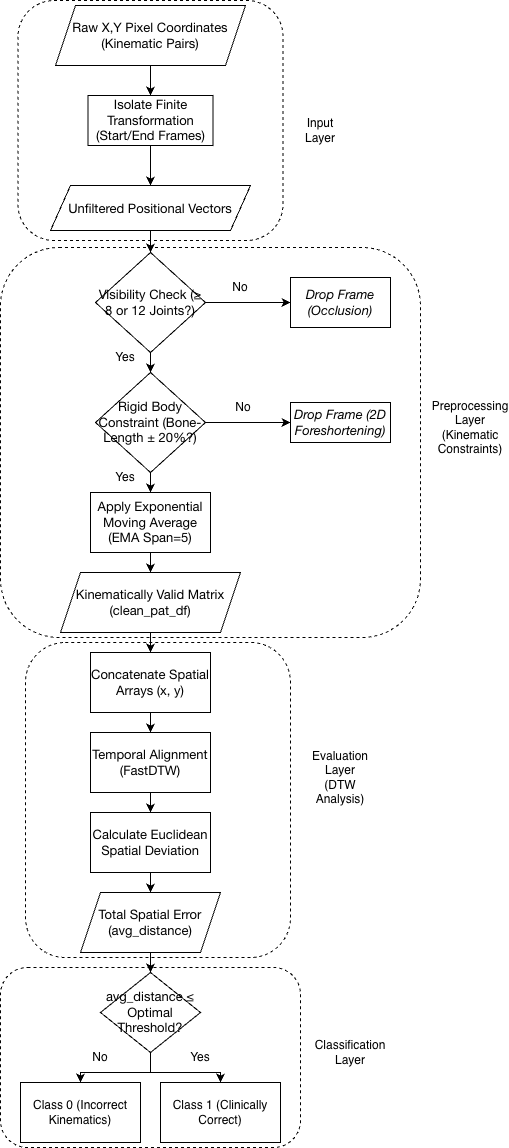 Raw X,Y Pixel Coordinates
(Kinematic Pairs)
Isolate Finite
Transformation
(Start/End Frames)
Input
Layer
Unfiltered Positional Vectors
Visibility Check (≥
8 or 12 Joints?)
No
Drop Frame
(Occlusion)
Yes
Rigid Body
Constraint (Bone-
Length ± 20%?)
No
Drop Frame (2D
Foreshortening)
Preprocessing
Layer
(Kinematic
Constraints)
Yes
Apply Exponential
Moving Average
(EMA Span=5)
Kinematically Valid Matrix
(clean_pat_df)
Concatenate Spatial
Arrays (x, y)
Temporal Alignment
(FastDTW)
Evaluation
Layer
(DTW
Analysis)
Calculate Euclidean
Spatial Deviation
Total Spatial Error
(avg_distance)
avg_distance ≤
Optimal
Threshold?
Classification
Layer
No
Yes
Class 0 (Incorrect
Kinematics)
Class 1 (Clinically
Correct)